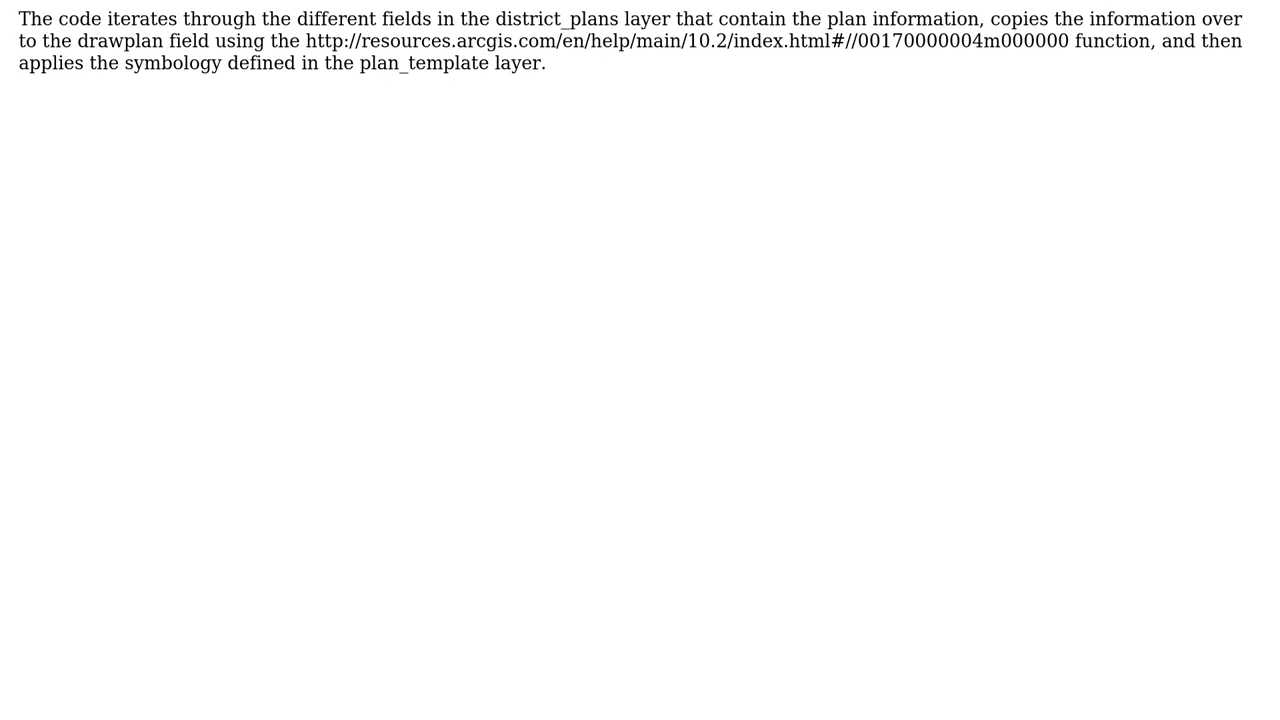 The code iterates through the different fields in the district_plans layer that contain the plan information, copies the information over
to the drawplan field using the http://resources.arcgis.com/en/help/main/10.2/index.html#//00170000004m000000 function, and then
applies the symbology defined in the plan_template layer.